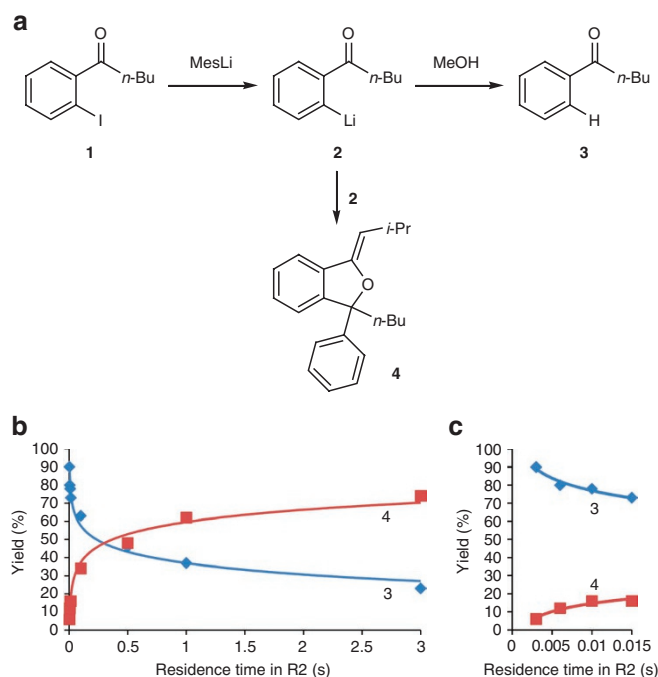 a
O
n-Bu
I
1
MesLi
O
n-Bu
Li
2
MeOH
O
n-Bu
H
3
2
i-Pr
O
n-Bu
4
b
Yield (%)
100
90
80
70
60
50
40
30
20
10
0
4
3
0 0.5 1 1.5 2 2.5 3
Residence time in R2 (s)
c
Yield (%)
100
90
80
70
60
50
40
30
20
10
0
3
4
0 0.005 0.01 0.015
Residence time in R2 (s)